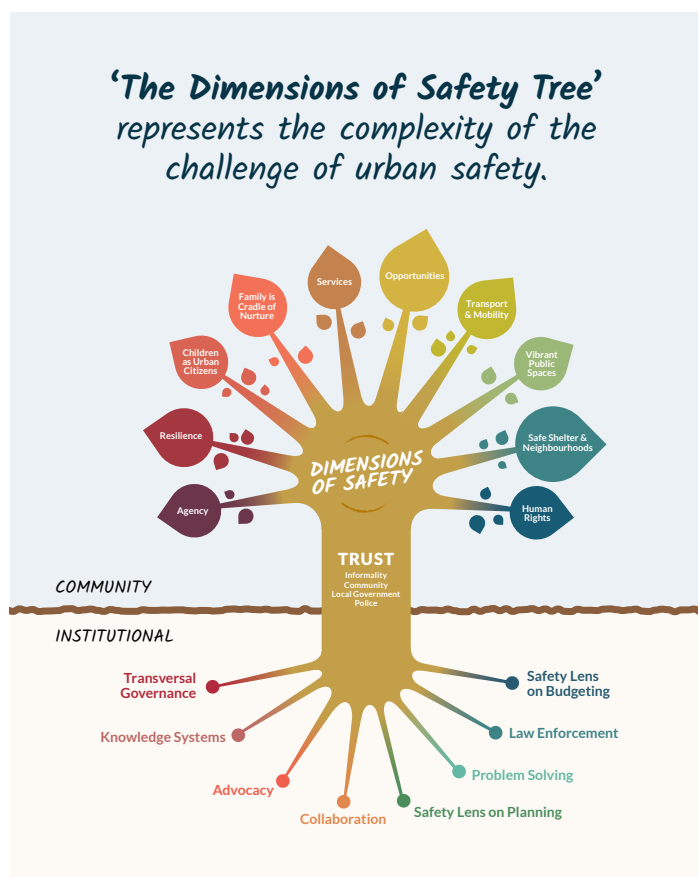 ‘The Dimensions of Safety Tree’
represents the complexity of the
challenge of urban safety.
Services
Opportunities
Family is
Cradle of
Nurture
Transport
& Mobility
Children
as Urban
Citizens
Vibrant
Public
Spaces
Resilience
Safe Shelter &
Neighbourhoods
DIMENSIONS
OF SAFETY
Agency
Human
Rights
TRUST
Informality
Community
Local Government
Police
COMMUNITY
INSTITUTIONAL
Transversal
Governance
Safety Lens
on Budgeting
Knowledge Systems
Law Enforcement
Advocacy
Problem Solving
Collaboration
Safety Lens on Planning